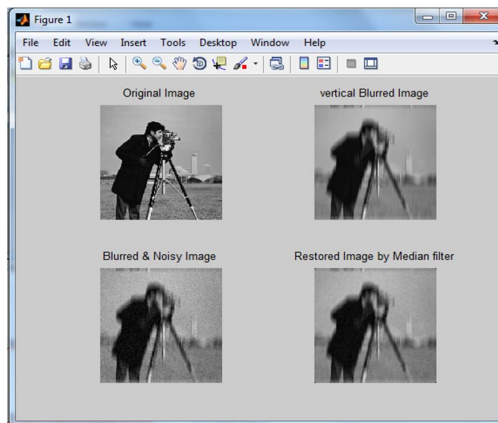 Figure 1
File Edit View Insert Tools Desktop Window Help
Original Image
vertical Blurred Image
Blurred & Noisy Image
Restored Image by Median filter